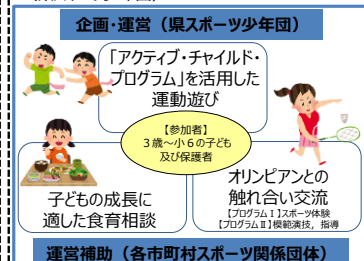 企画・運営（県スポーツ少年団）
「アクティブ・チャイルド・
プログラム」を活用した
運動遊び
【参加者】
３歳～小６の子ども
及び保護者
子どもの成長に
適した食育相談
オリンピアンとの
触れ合い交流
【プログラムⅠ】スポーツ体験
【プログラムⅡ】模範演技，指導
運営補助（各市町村スポーツ関係団体）